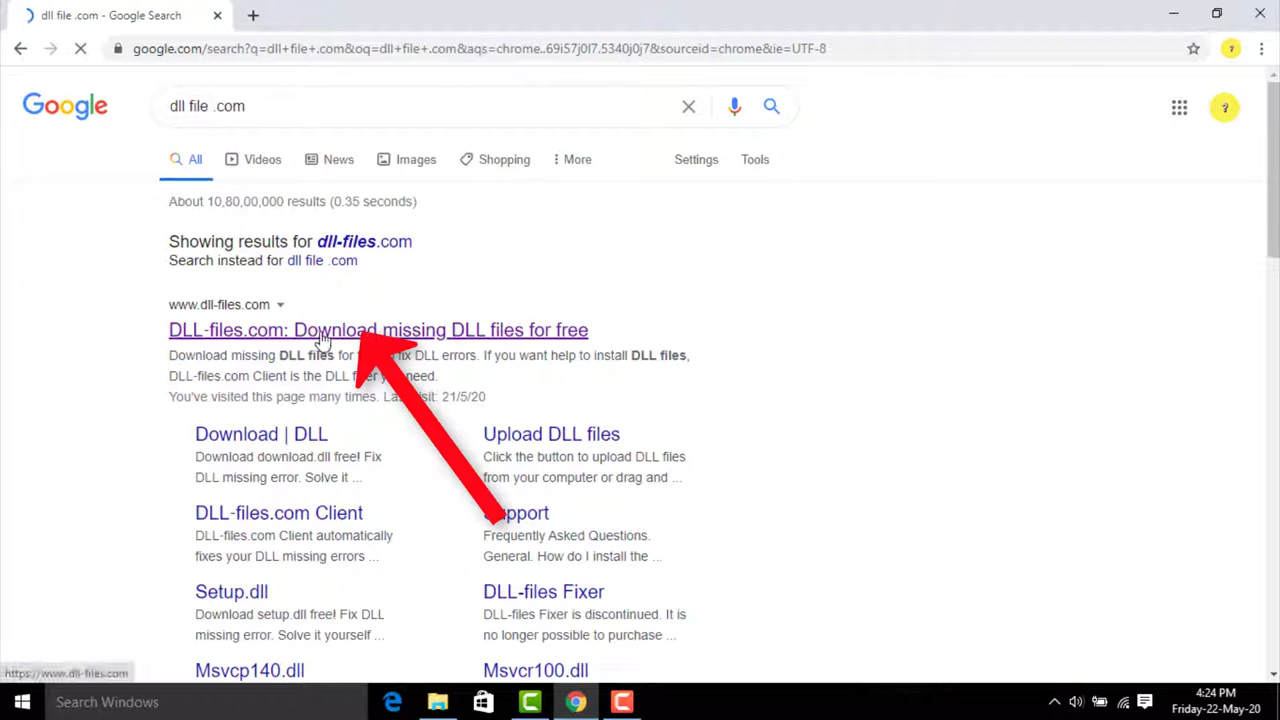 dll file .com - Google Search
google.com/search?q=dll+file+.com&oq=dll+file+.com&aqs=chrome..69i57j0l7.5340j0j7&sourceid=chrome&ie=UTF-8
Google
dll file .com
All
Videos
News
Images
Shopping
More
Settings
Tools
About 10,80,00,000 results (0.35 seconds)
Showing results for dll-files.com
Search instead for dll file .com
www.dll-files.com
DLL-files.com: Download missing DLL files for free
Download missing DLL files for fix DLL errors. If you want help to install DLL files,
DLL-files.com Client is the DLL you need.
You've visited this page many times. visit: 21/5/20
Download | DLL
Download download.dll free! Fix
DLL missing error. Solve it ...
Upload DLL files
Click the button to upload DLL files
from your computer or drag and ...
DLL-files.com Client
DLL-files.com Client automatically
fixes your DLL missing errors ...
Support
Frequently Asked Questions.
General. How do I install the ...
Setup.dll
Download setup.dll free! Fix DLL
missing error. Solve it yourself ...
DLL-files Fixer
DLL-files Fixer is discontinued. It is
no longer possible to purchase ...
Msvcp140.dll
Msvcr100.dll
https://www.dll-files.com
Search Windows
4:24 PM
Friday-22-May-20